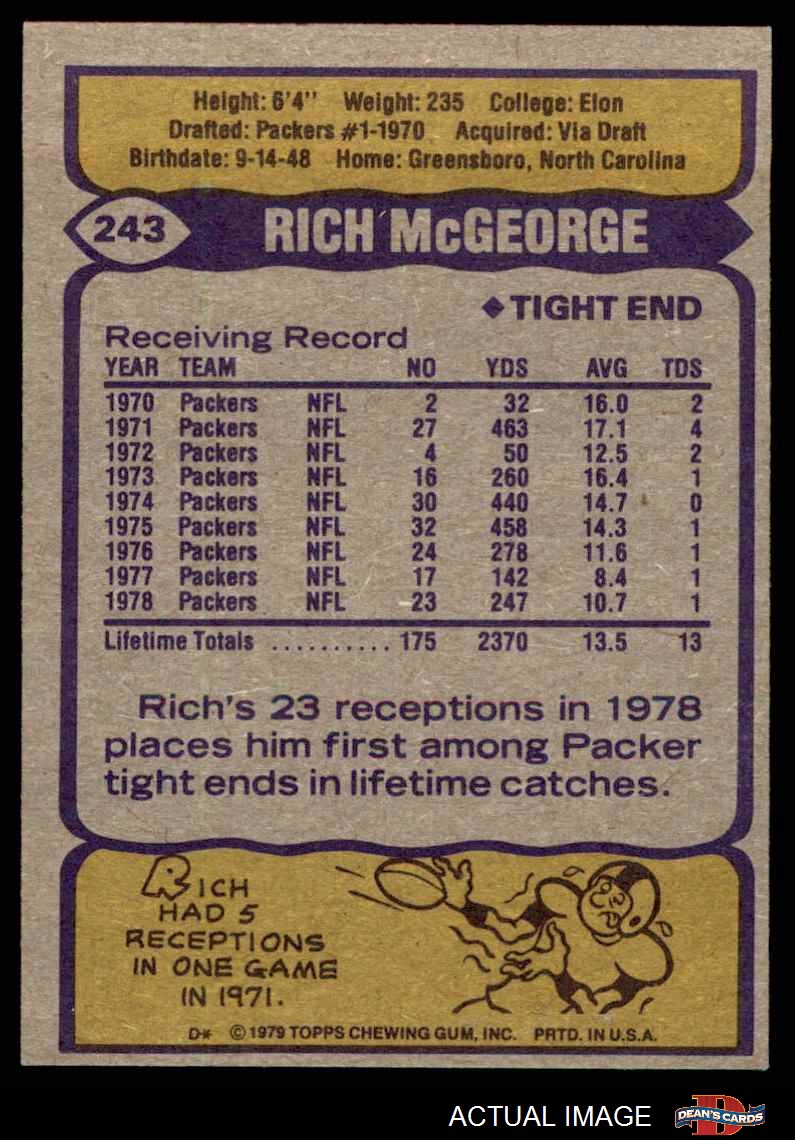 Height: 6'4" Weight: 235 College: Elon
Drafted: Packers #1-1970 Acquired: Via Draft
Birthdate: 9-14-48 Home: Greensboro, North Carolina
243 RICH McGEORGE
◆TIGHT END
Receiving Record
YEAR TEAM NO YDS AVG TDS
1970 Packers NFL 2 32 16.0 2
1971 Packers NFL 27 463 17.1 4
1972 Packers NFL 4 50 12.5 2
1973 Packers NFL 16 260 16.4 1
1974 Packers NFL 30 440 14.7 0
1975 Packers NFL 32 458 14.3 1
1976 Packers NFL 24 278 11.6 1
1977 Packers NFL 17 142 8.4 1
1978 Packers NFL 23 247 10.7 1
Lifetime Totals .......... 175 2370 13.5 13
Rich's 23 receptions in 1978
places him first among Packer
tight ends in lifetime catches.
RICH
HAD 5
RECEPTIONS
IN ONE GAME
IN 1971.
D* © 1979 TOPPS CHEWING GUM, INC. PRTD. IN U.S.A.
ACTUAL IMAGE D DEAN'S CARDS